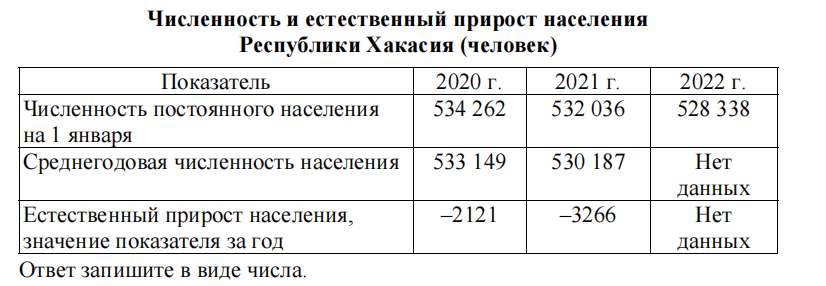 Численность и естественный прирост населения
Республики Хакасия (человек)
Показатель 2020 г. 2021 г. 2022 г.
Численность постоянного населения 534 262 532 036 528 338
на 1 января
Среднегодовая численность населения 533 149 530 187 Нет
данных
Естественный прирост населения, –2121 –3266 Нет
значение показателя за год данных
Ответ запишите в виде числа.